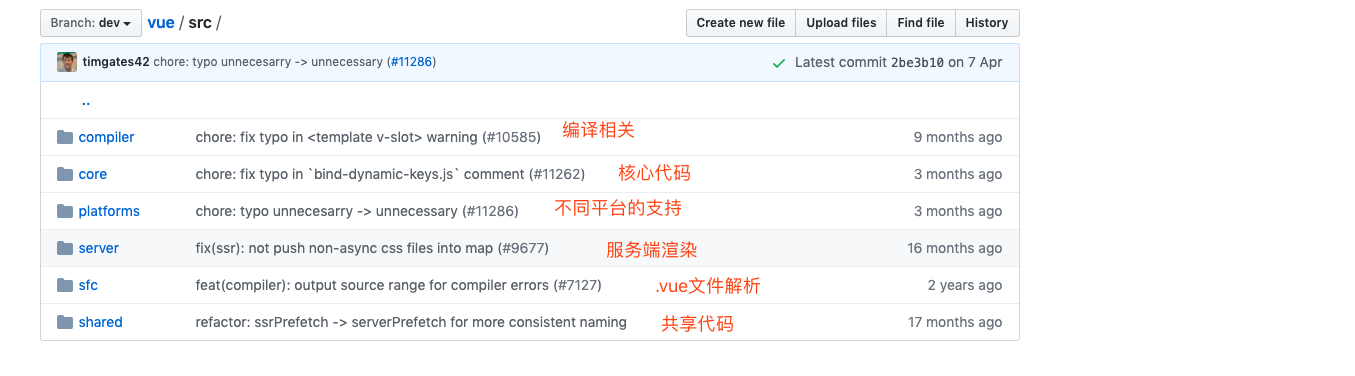 Branch: dev vue / src / Create new file Upload files Find file History
timgates42 chore: typo unnecesarry -> unnecessary (#11286) Latest commit 2be3b10 on 7 Apr
..
compiler chore: fix typo in <template v-slot> warning (#10585) 编译相关 9 months ago
core chore: fix typo in `bind-dynamic-keys.js` comment (#11262) 核心代码 3 months ago
platforms chore: typo unnecesarry -> unnecessary (#11286) 不同平台的支持 3 months ago
server fix(ssr): not push non-async css files into map (#9677) 服务端渲染 16 months ago
sfc feat(compiler): output source range for compiler errors (#7127) .vue文件解析 2 years ago
shared refactor: ssrPrefetch -> serverPrefetch for more consistent naming 共享代码 17 months ago